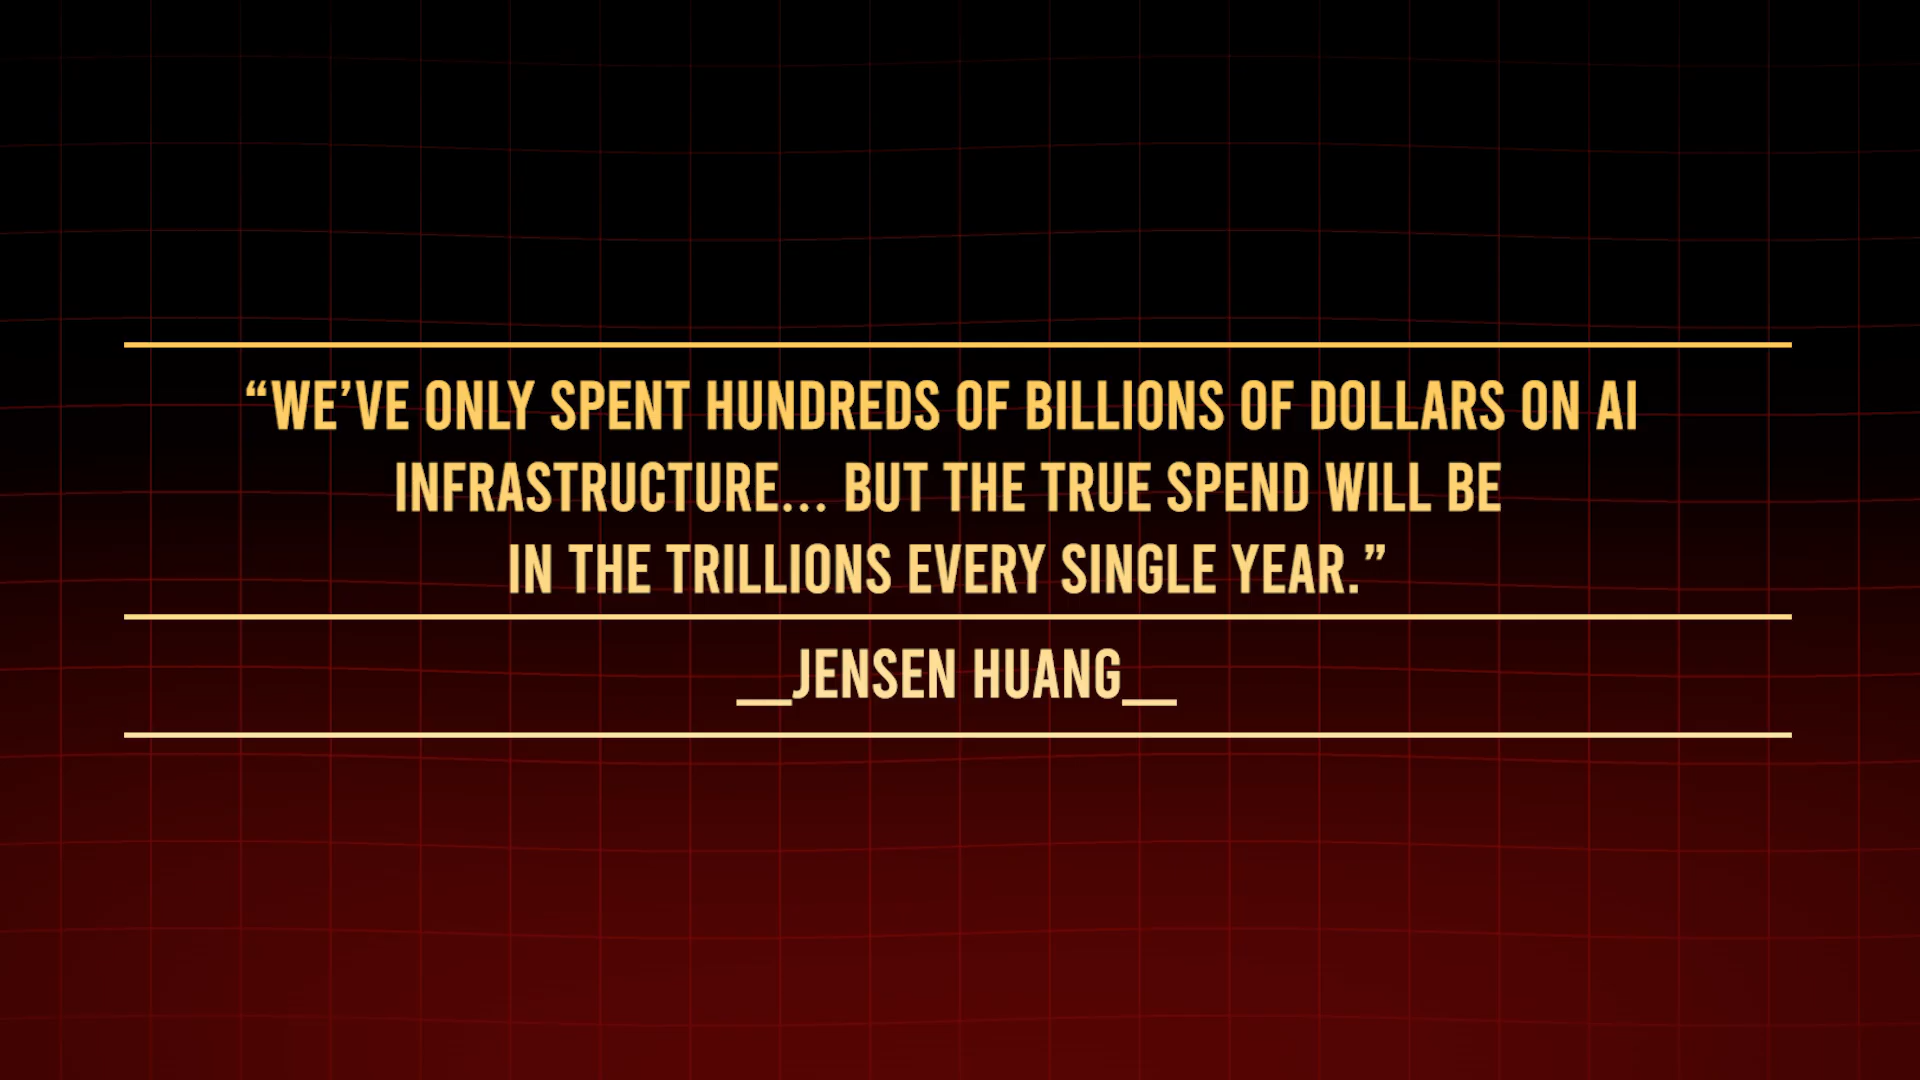 “WE’VE ONLY SPENT HUNDREDS OF BILLIONS OF DOLLARS ON AI
INFRASTRUCTURE... BUT THE TRUE SPEND WILL BE
IN THE TRILLIONS EVERY SINGLE YEAR.”
__JENSEN HUANG__